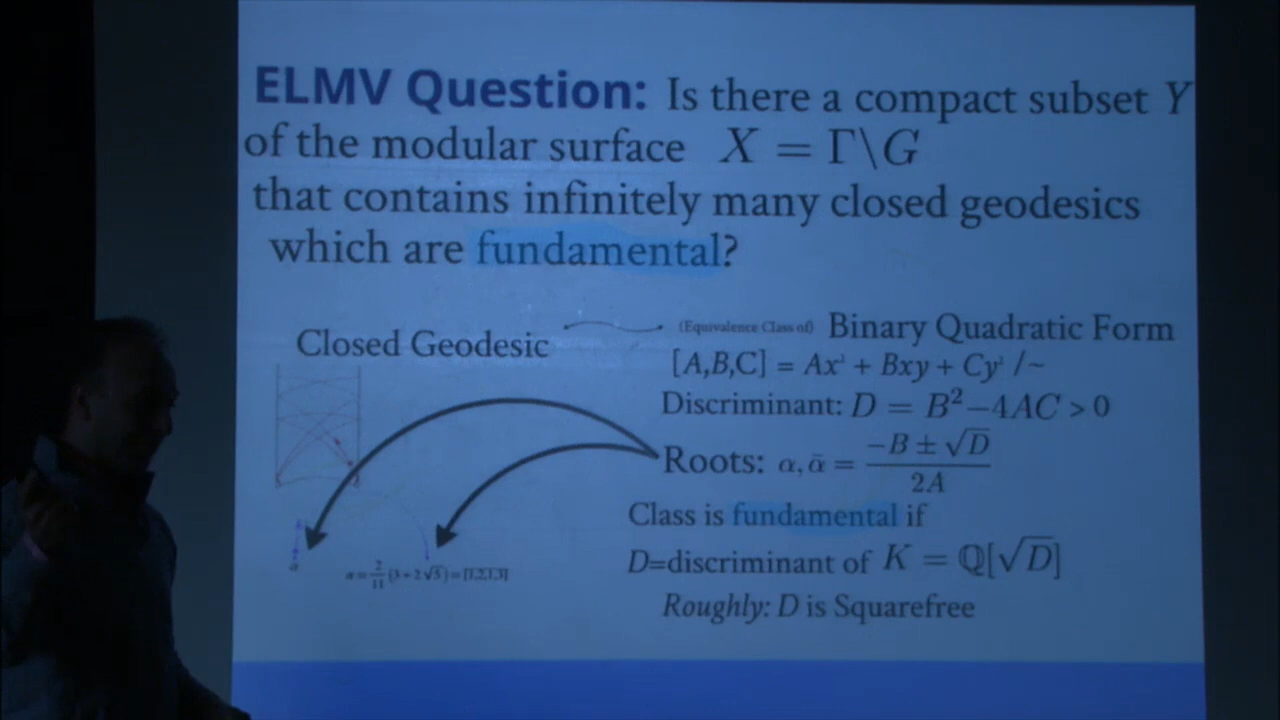 ELMV Question: Is there a compact subset Y
of the modular surface X = Γ\G
that contains infinitely many closed geodesics
which are fundamental?
Closed Geodesic
(Equivalence Class of) Binary Quadratic Form
[A,B,C] = Ax² + Bxy + Cy² /~
Discriminant: D = B² − 4AC > 0
Roots: α, ᾱ = (−B ± √D) / 2A
Class is fundamental if
D=discriminant of K = ℚ[√D]
Roughly: D is Squarefree